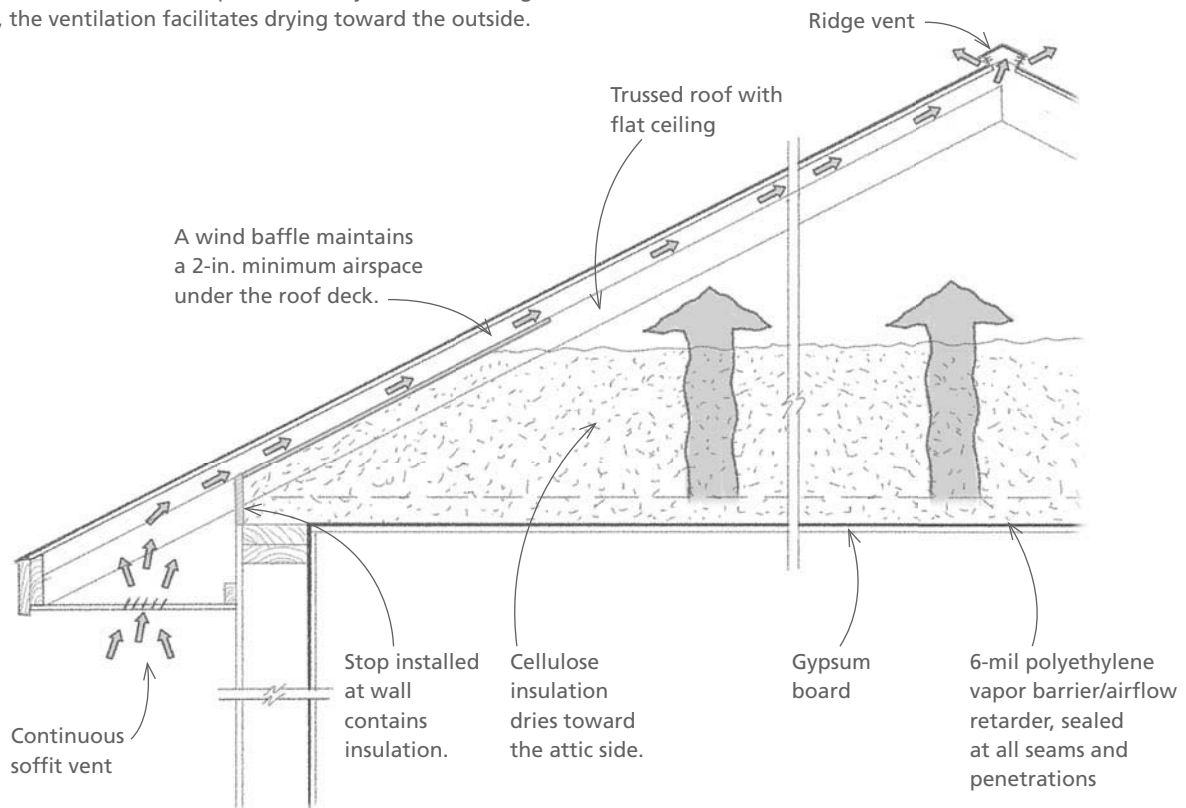 , the ventilation facilitates drying toward the outside.
Ridge vent
Trussed roof with
flat ceiling
A wind baffle maintains
a 2-in. minimum airspace
under the roof deck.
Stop installed
at wall
contains
insulation.
Cellulose
insulation
dries toward
the attic side.
Gypsum
board
6-mil polyethylene
vapor barrier/airflow
retarder, sealed
at all seams and
penetrations
Continuous
soffit vent